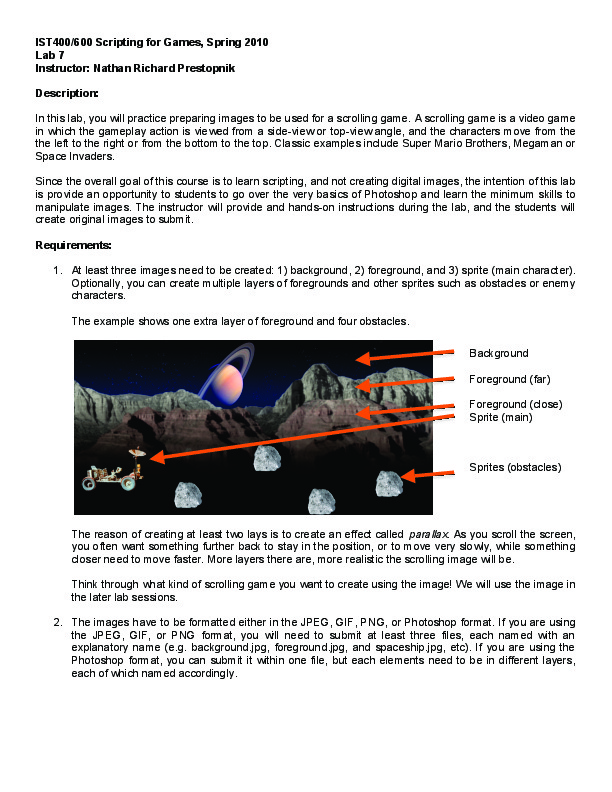 IST400/600 Scripting for Games, Spring 2010
Lab 7
Instructor: Nathan Richard Prestopnik
Description:
In this lab, you will practice preparing images to be used for a scrolling game. A scrolling game is a video game
in which the gameplay action is viewed from a side-view or top-view angle, and the characters move from the
the left to the right or from the bottom to the top. Classic examples include Super Mario Brothers, Megaman or
Space Invaders.
Since the overall goal of this course is to learn scripting, and not creating digital images, the intention of this lab
is provide an opportunity to students to go over the very basics of Photoshop and learn the minimum skills to
manipulate images. The instructor will provide and hands-on instructions during the lab, and the students will
create original images to submit.
Requirements:
1. At least three images need to be created: 1) background, 2) foreground, and 3) sprite (main character).
Optionally, you can create multiple layers of foregrounds and other sprites such as obstacles or enemy
characters.
The example shows one extra layer of foreground and four obstacles.
Background
Foreground (far)
Foreground (close)
Sprite (main)
Sprites (obstacles)
The reason of creating at least two lays is to create an effect called parallax. As you scroll the screen,
you often want something further back to stay in the position, or to move very slowly, while something
closer need to move faster. More layers there are, more realistic the scrolling image will be.
Think through what kind of scrolling game you want to create using the image! We will use the image in
the later lab sessions.
2. The images have to be formatted either in the JPEG, GIF, PNG, or Photoshop format. If you are using
the JPEG, GIF, or PNG format, you will need to submit at least three files, each named with an
explanatory name (e.g. background.jpg, foreground.jpg, and spaceship.jpg, etc). If you are using the
Photoshop format, you can submit it within one file, but each elements need to be in different layers,
each of which named accordingly.